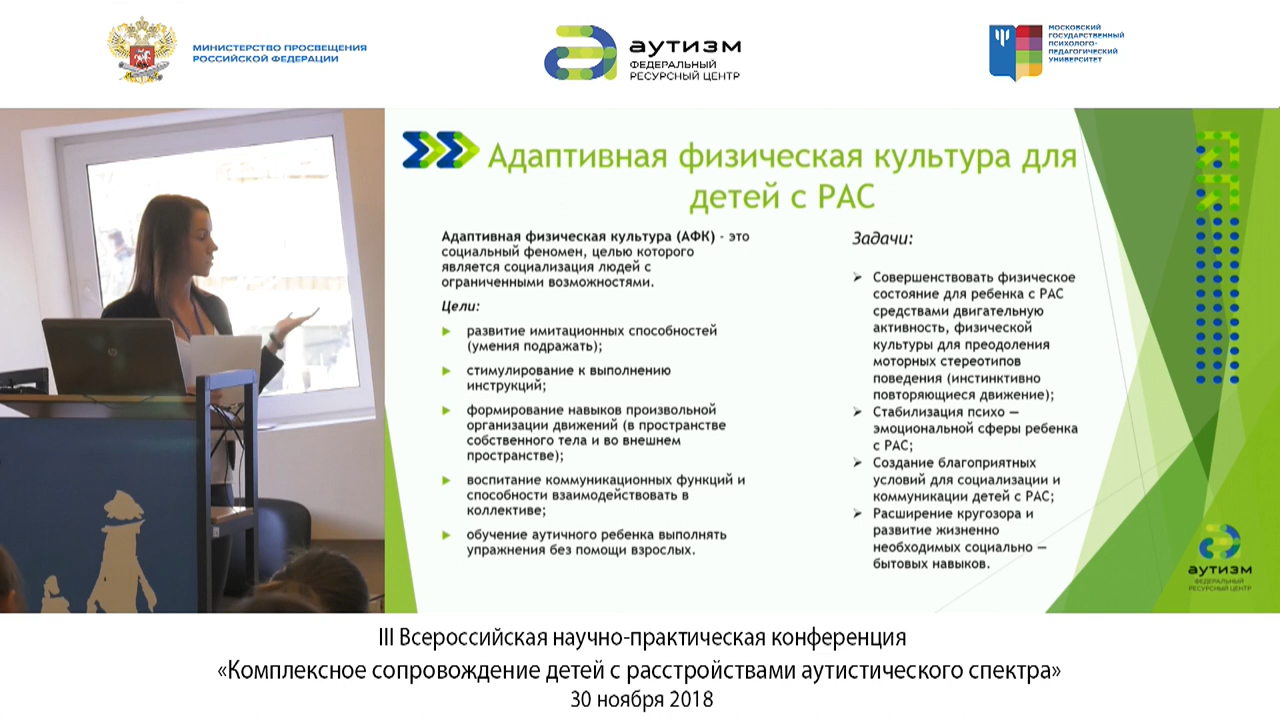 МИНИСТЕРСТВО ПРОСВЕЩЕНИЯ
РОССИЙСКОЙ ФЕДЕРАЦИИ
аутизм
ФЕДЕРАЛЬНЫЙ
РЕСУРСНЫЙ ЦЕНТР
МОСКОВСКИЙ
ГОСУДАРСТВЕННЫЙ
ПСИХОЛОГО-
ПЕДАГОГИЧЕСКИЙ
УНИВЕРСИТЕТ
Адаптивная физическая культура для
детей с РАС
Адаптивная физическая культура (АФК) - это
социальный феномен, целью которого
является социализация людей с
ограниченными возможностями.
Цели:
развитие имитационных способностей
(умения подражать);
стимулирование к выполнению
инструкций;
формирование навыков произвольной
организации движений (в пространстве
собственного тела и во внешнем
пространстве);
воспитание коммуникационных функций и
способности взаимодействовать в
коллективе;
обучение аутичного ребенка выполнять
упражнения без помощи взрослых.
Задачи:
Совершенствовать физическое
состояние для ребенка с РАС
средствами двигательную
активность, физической
культуры для преодоления
моторных стереотипов
поведения (инстинктивно
повторяющиеся движение);
Стабилизация психо —
эмоциональной сферы ребенка
с РАС;
Создание благоприятных
условий для социализации и
коммуникации детей с РАС;
Расширение кругозора и
развитие жизненно
необходимых социально —
бытовых навыков.
аутизм
ФЕДЕРАЛЬНЫЙ
РЕСУРСНЫЙ ЦЕНТР
hp
III Всероссийская научно-практическая конференция
«Комплексное сопровождение детей с расстройствами аутистического спектра»
30 ноября 2018